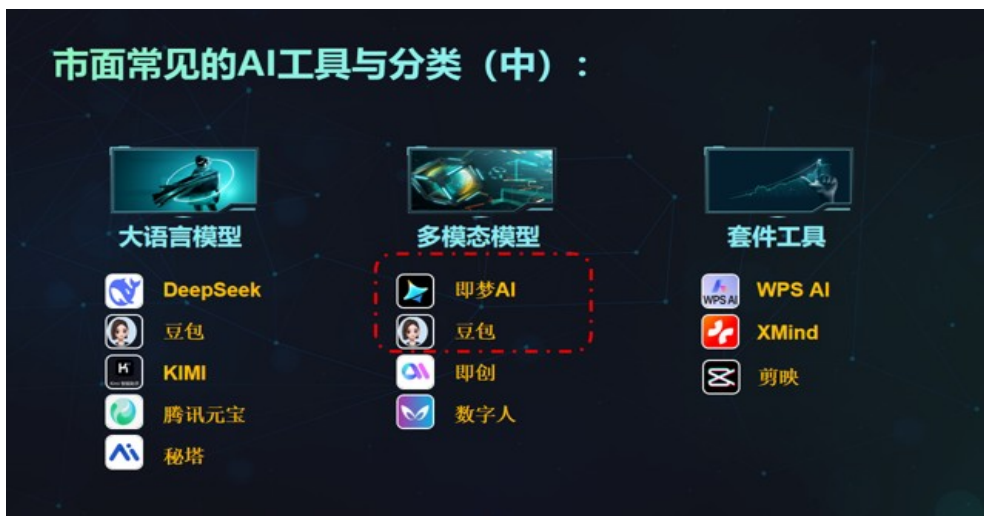 市面常见的AI工具与分类（中）：
大语言模型
DeepSeek
豆包
KIMI
腾讯元宝
秘塔
多模态模型
即梦AI
豆包
即创
数字人
套件工具
WPS AI
WPS AI
XMind
剪映